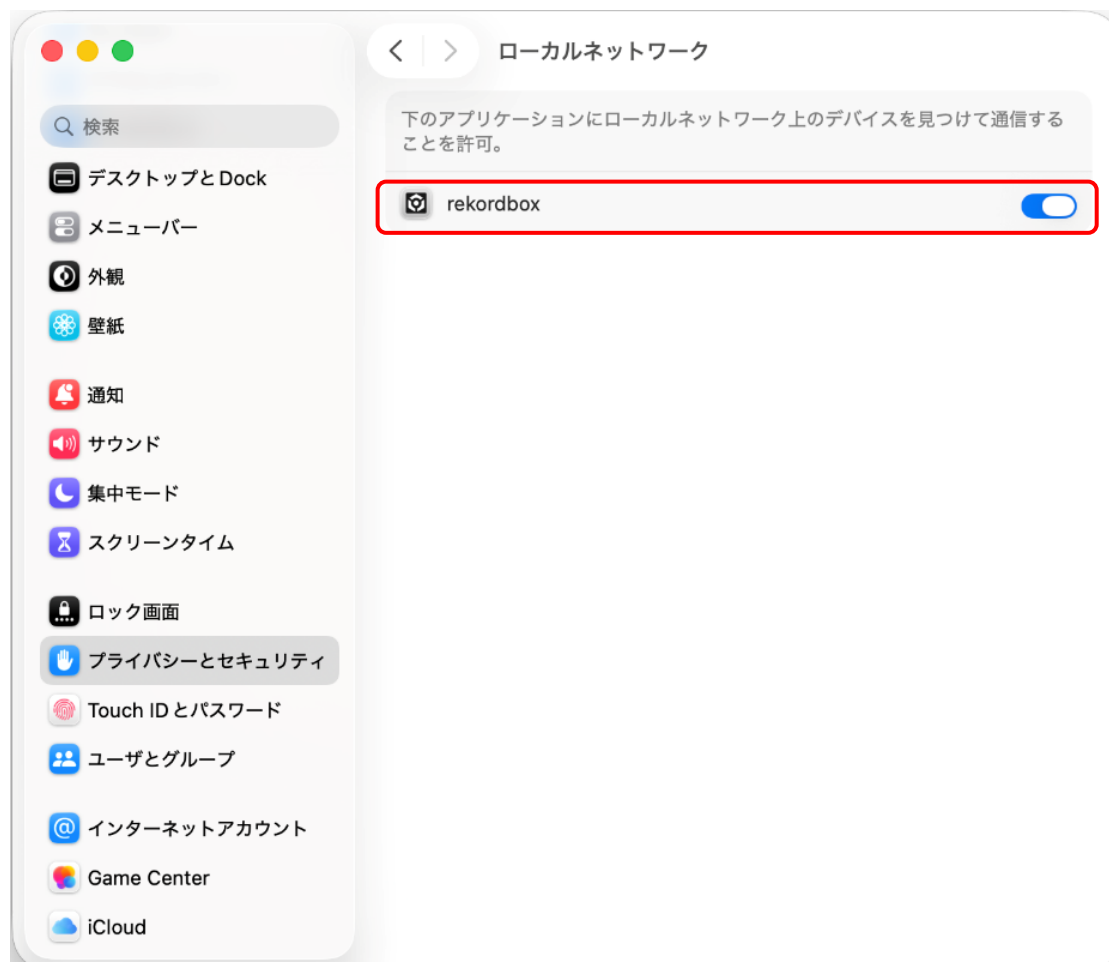 ローカルネットワーク
検索
デスクトップとDock
メニューバー
外観
壁紙
通知
サウンド
集中モード
スクリーンタイム
ロック画面
プライバシーとセキュリティ
Touch IDとパスワード
ユーザとグループ
インターネットアカウント
Game Center
iCloud
下のアプリケーションにローカルネットワーク上のデバイスを見つけて通信する
ことを許可。
rekordbox